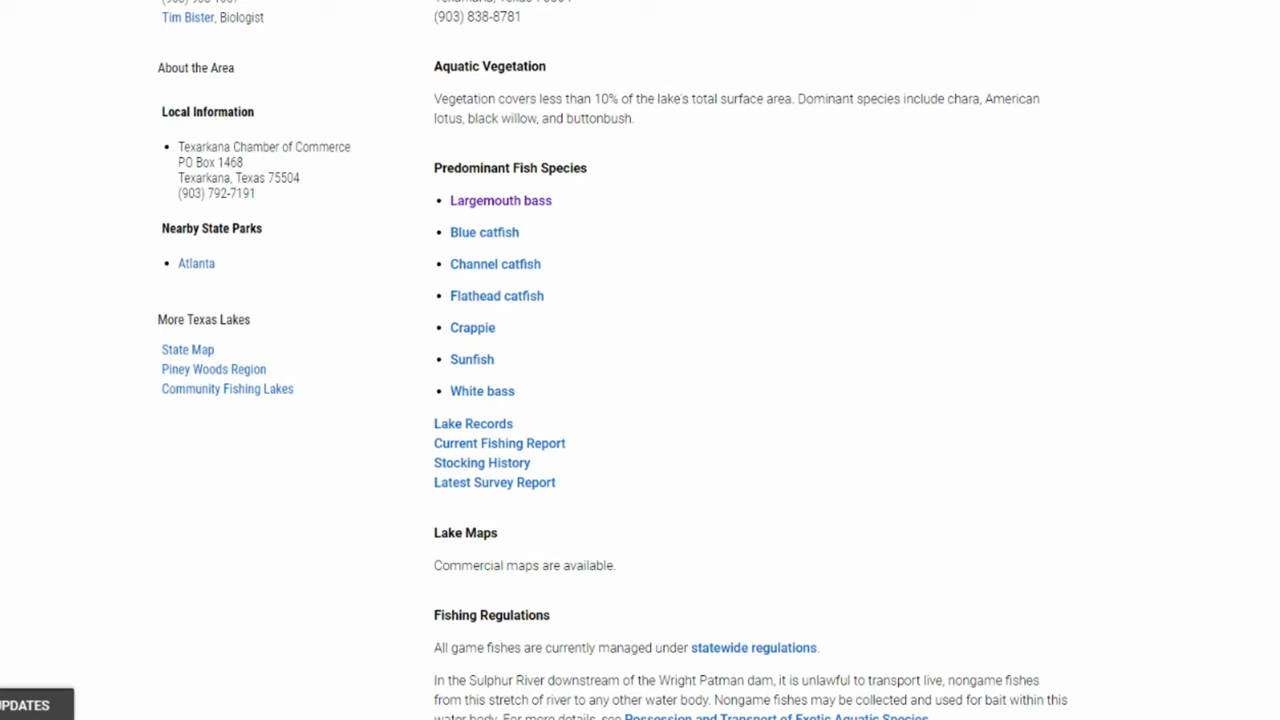 Tim Bister, Biologist
About the Area
Local Information
Texarkana Chamber of Commerce
PO Box 1468
Texarkana, Texas 75504
(903) 792-7191
Nearby State Parks
Atlanta
More Texas Lakes
State Map
Piney Woods Region
Community Fishing Lakes
(903) 838-8781
Aquatic Vegetation
Vegetation covers less than 10% of the lake's total surface area. Dominant species include chara, American
lotus, black willow, and buttonbush.
Predominant Fish Species
Largemouth bass
Blue catfish
Channel catfish
Flathead catfish
Crappie
Sunfish
White bass
Lake Records
Current Fishing Report
Stocking History
Latest Survey Report
Lake Maps
Commercial maps are available.
Fishing Regulations
All game fishes are currently managed under statewide regulations.
In the Sulphur River downstream of the Wright Patman dam, it is unlawful to transport live, nongame fishes
from this stretch of river to any other water body. Nongame fishes may be collected and used for bait within this
water body. For more details, see Possession and Transport of Exotic Aquatic Species.
UPDATES